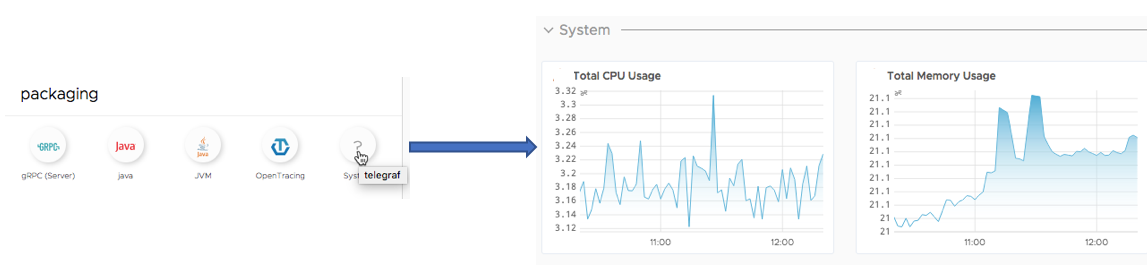 packaging
GRPC
Java
Java
?
gRPC (Server)
java
JVM
OpenTracing
Syst
telegraf
System
Total CPU Usage
3.32
3.3
3.28
3.26
3.24
3.22
3.2
3.18
3.16
3.14
3.12
11:00
12:00
Total Memory Usage
21.1
21.1
21.1
21.1
21.1
21.1
21.1
21
21
11:00
12:00